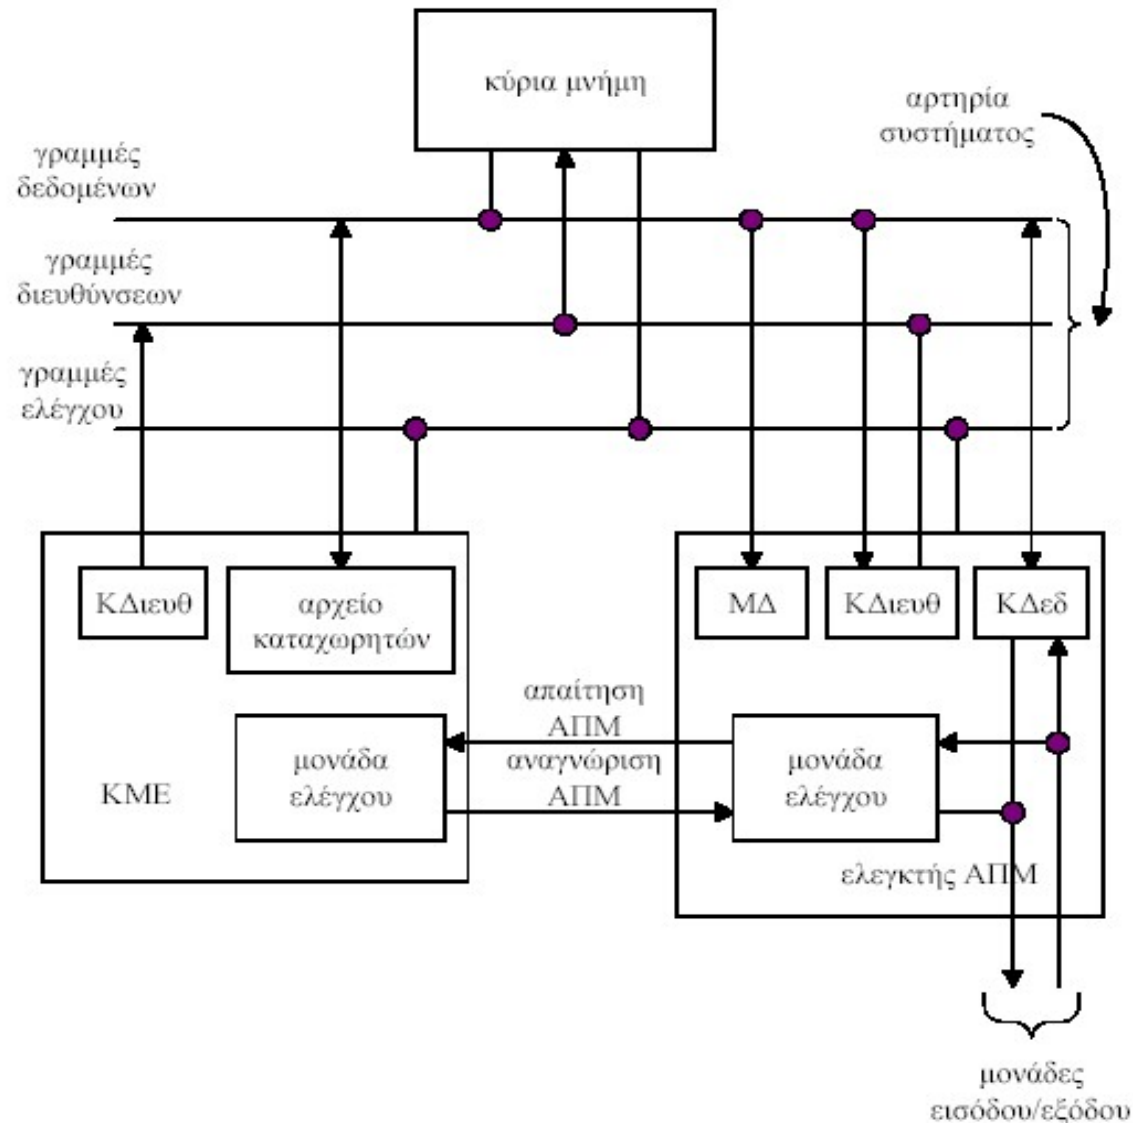 κύρια μνήμη
αρτηρία
συστήματος
γραμμές
δεδομένων
γραμμές
διευθύνσεων
γραμμές
ελέγχου
ΚΔιευθ
αρχείο
καταχωρητών
ΜΔ
ΚΔιευθ
ΚΔεδ
απαίτηση
ΑΠΜ
αναγνώριση
ΑΠΜ
ΚΜΕ
μονάδα
ελέγχου
μονάδα
ελέγχου
ελεγκτής ΑΠΜ
μονάδες
εισόδου/εξόδου